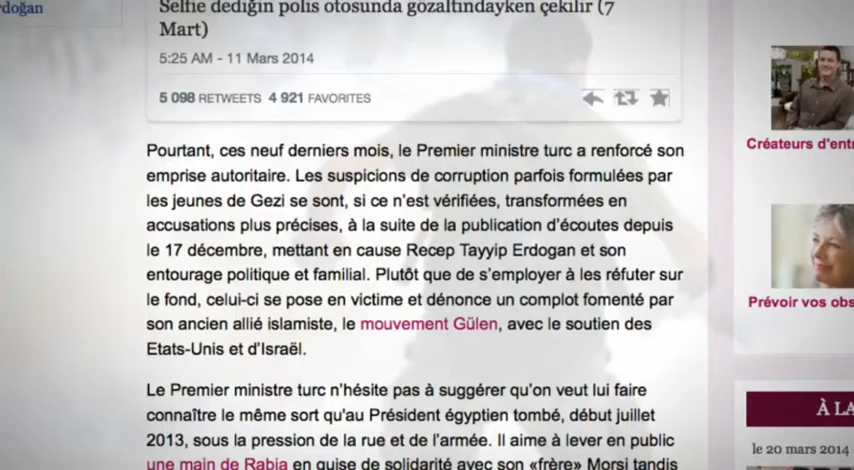 rdoğan
Selfie dediğin polis otosunda gözaltındayken çekilir (7
Mart)
5:25 AM - 11 Mars 2014
5 098 RETWEETS 4 921 FAVORITES
Pourtant, ces neuf derniers mois, le Premier ministre turc a renforcé son
emprise autoritaire. Les suspicions de corruption parfois formulées par
les jeunes de Gezi se sont, si ce n'est vérifiées, transformées en
accusations plus précises, à la suite de la publication d'écoutes depuis
le 17 décembre, mettant en cause Recep Tayyip Erdogan et son
entourage politique et familial. Plutôt que de s'employer à les réfuter sur
le fond, celui-ci se pose en victime et dénonce un complot fomenté par
son ancien allié islamiste, le mouvement Gülen, avec le soutien des
Etats-Unis et d'Israël.
Le Premier ministre turc n'hésite pas à suggérer qu'on veut lui faire
connaître le même sort qu'au Président égyptien tombé, début juillet
2013, sous la pression de la rue et de l'armée. Il aime à lever en public
une main de Rabia en guise de solidarité avec son «frère» Morsi tandis
Créateurs d'entr
Prévoir vos obs
À LA
le 20 mars 2014